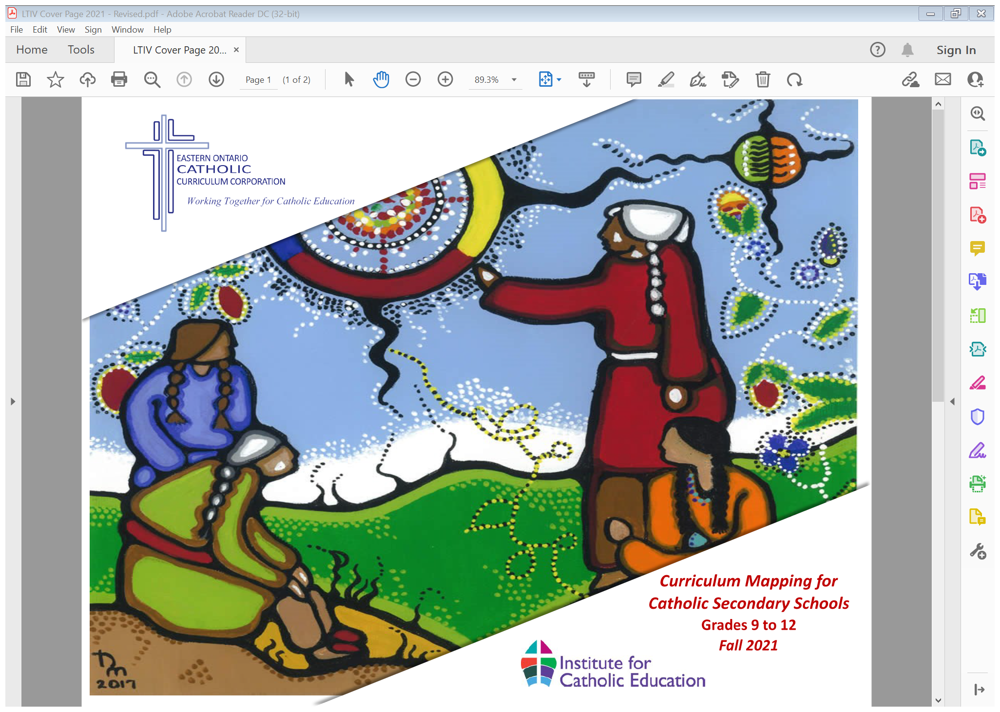 LTIV Cover Page 2021 - Revised.pdf - Adobe Acrobat Reader DC (32-bit)
File Edit View Sign Window Help
Home Tools LTIV Cover Page 20... × ? Sign In
Page 1 (1 of 2) 89.3%
EASTERN ONTARIO
CATHOLIC
CURRICULUM CORPORATION
Working Together for Catholic Education
Curriculum Mapping for
Catholic Secondary Schools
Grades 9 to 12
Fall 2021
Institute for
Catholic Education
DM
2017